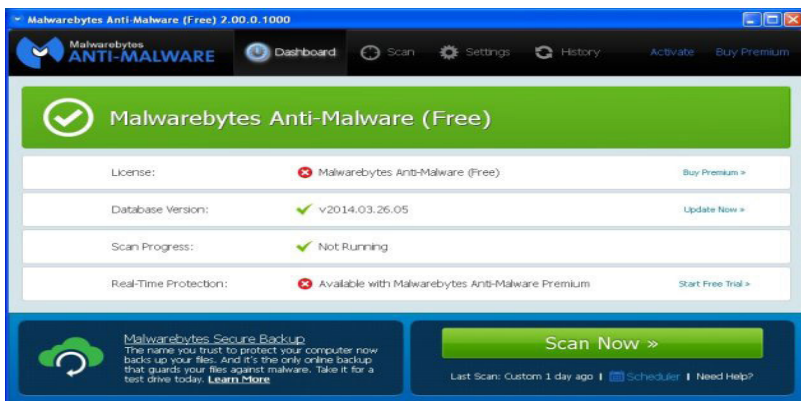 Malwarebytes Anti-Malware (Free) 2.00.0.1000
Malwarebytes
ANTI-MALWARE
Dashboard Scan Settings History Activate Buy Premium
Malwarebytes Anti-Malware (Free)
License: Malwarebytes Anti-Malware (Free) Buy Premium »
Database Version: v2014.03.26.05 Update Now »
Scan Progress: Not Running
Real-Time Protection: Available with Malwarebytes Anti-Malware Premium Start Free Trial »
Malwarebytes Secure Backup
The name you trust to protect your computer now
backs up your files. And it's the only online backup
that guards your files against malware. Take it for a
test drive today. Learn More
Scan Now »
Last Scan: Custom 1 day ago | Scheduler | Need Help?